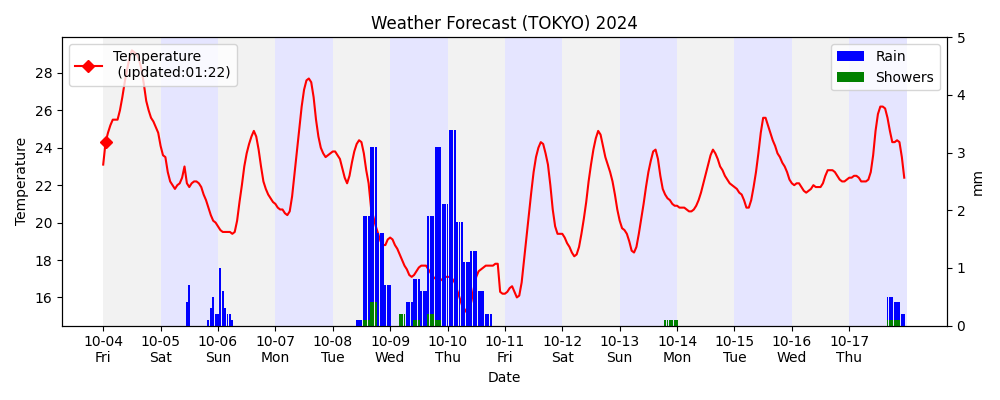 Weather Forecast (TOKYO) 2024
Temperature
(updated:01:22)
Rain
Showers
Temperature
28
26
24
22
20
18
16
5
4
3
2
1
0
mm
10-04 10-05 10-06 10-07 10-08 10-09 10-10 10-11 10-12 10-13 10-14 10-15 10-16 10-17
Fri Sat Sun Mon Tue Wed Thu Fri Sat Sun Mon Tue Wed Thu
Date